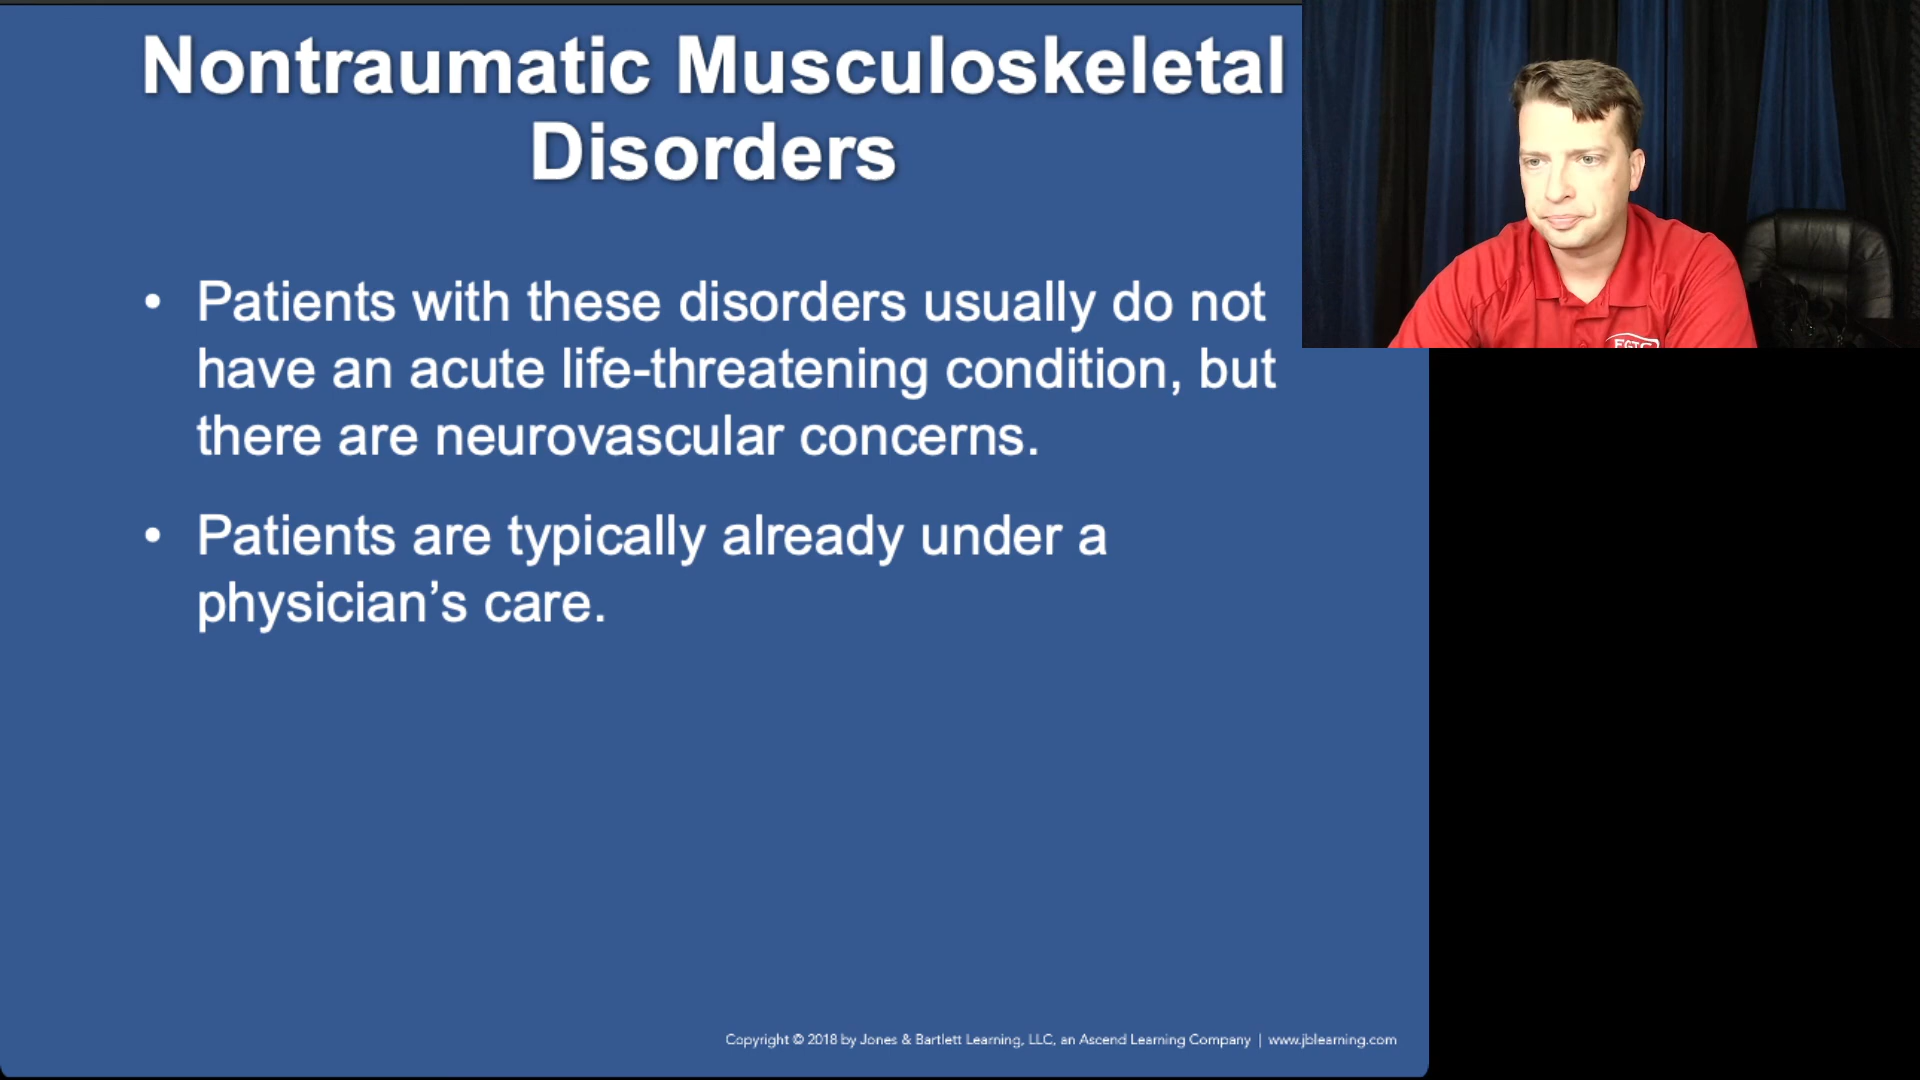 Nontraumatic Musculoskeletal
Disorders
• Patients with these disorders usually do not
have an acute life-threatening condition, but
there are neurovascular concerns.
• Patients are typically already under a
physician’s care.
Copyright © 2018 by Jones & Bartlett Learning, LLC, an Ascend Learning Company | www.jblearning.com